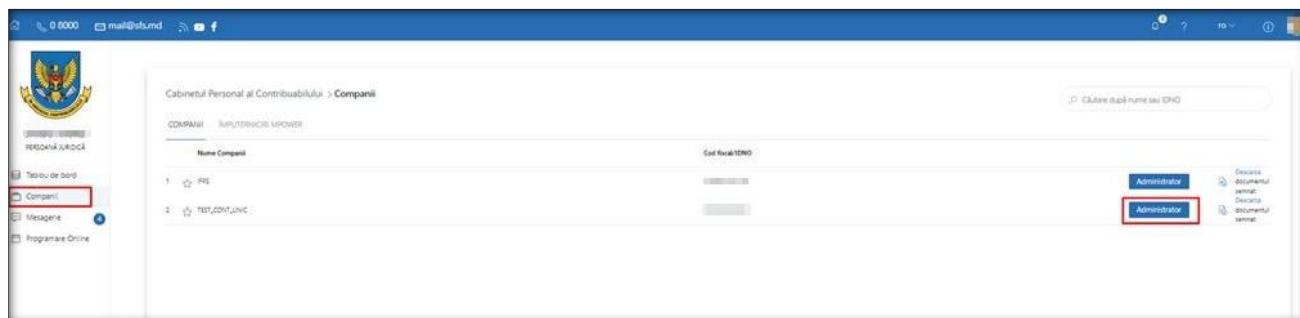 0 8000 mail@sfs.md
4 ? ro
Cabinetul Personal al Contribuabilului > Companii
Căutare după nume sau IDNO
COMPANII ÎMPUTERNICIRI MPOWER
PERSOANĂ JURIDICĂ
Nume Companii Cod fiscal/IDNO
Tablou de bord
Companii
Mesagerie 4
Programare Online
1 Administrator Descarca documentul semnat
2 TEST_CONT_UNIC Administrator Descarca documentul semnat